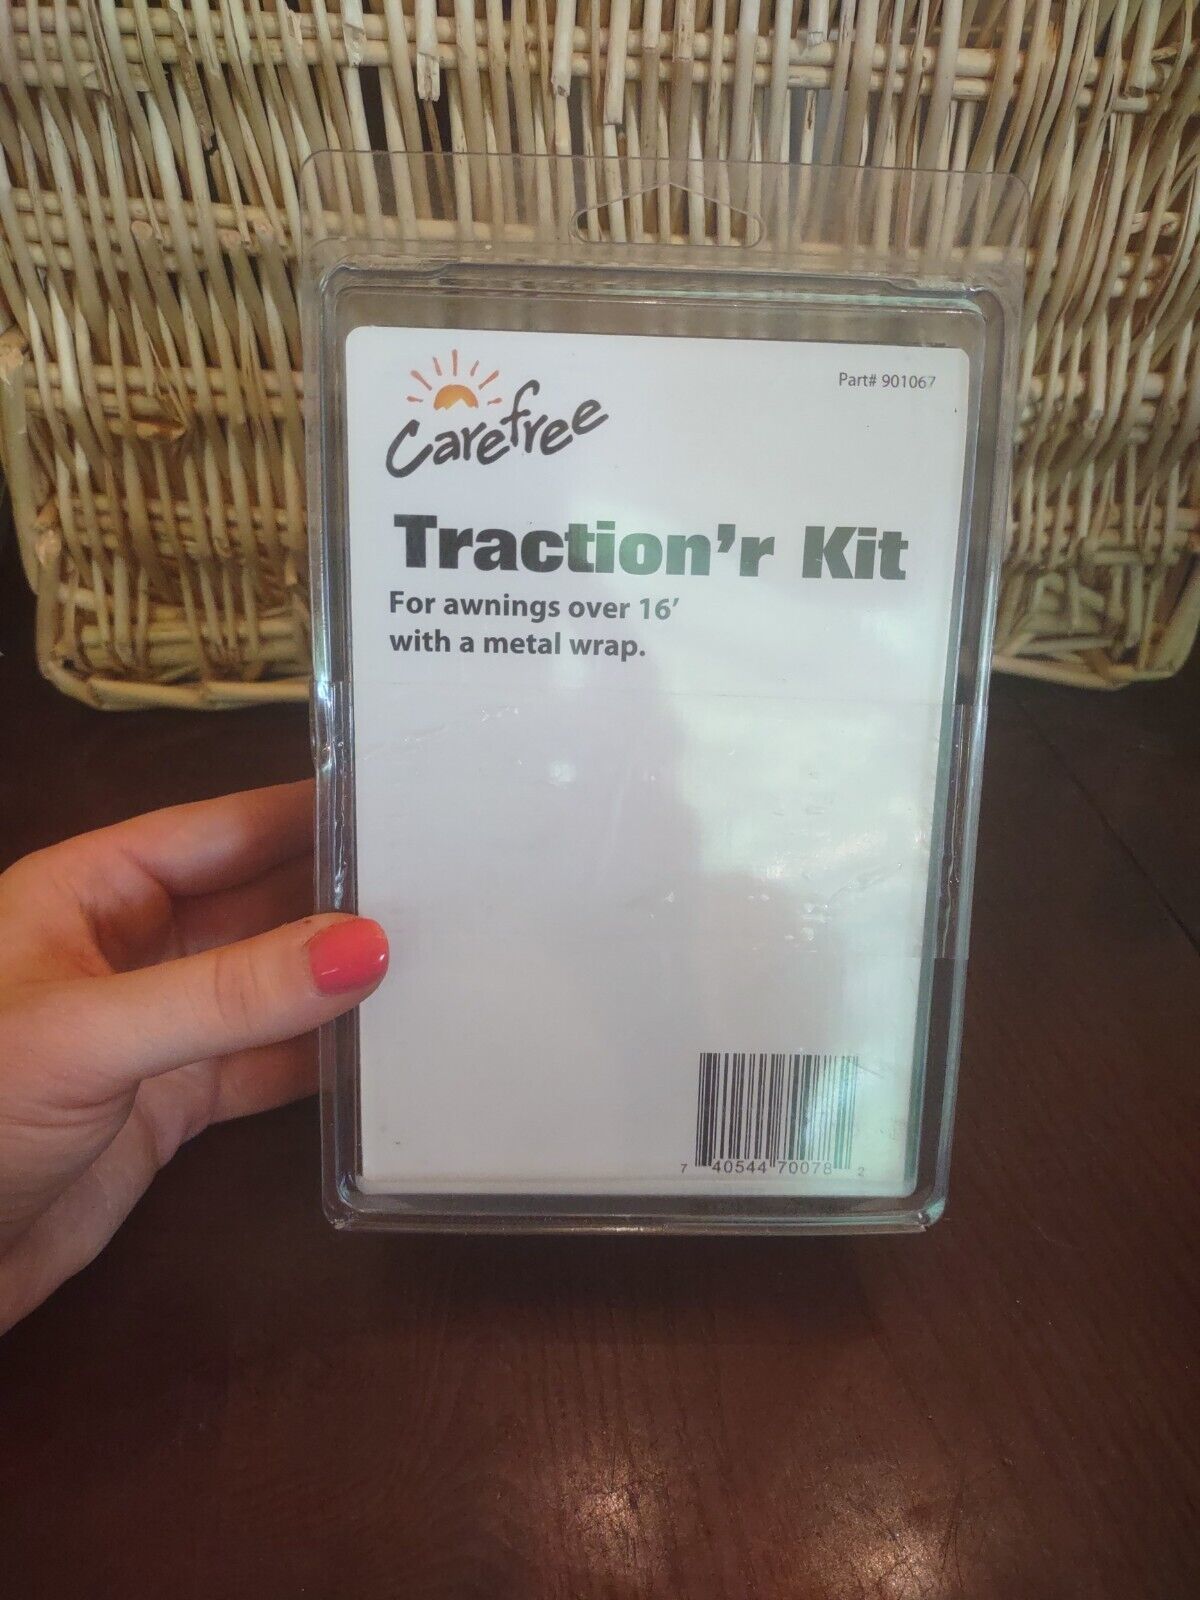 Carefree
Part# 901067
Traction'r Kit
For awnings over 16'
with a metal wrap.
7 40544 70078 2